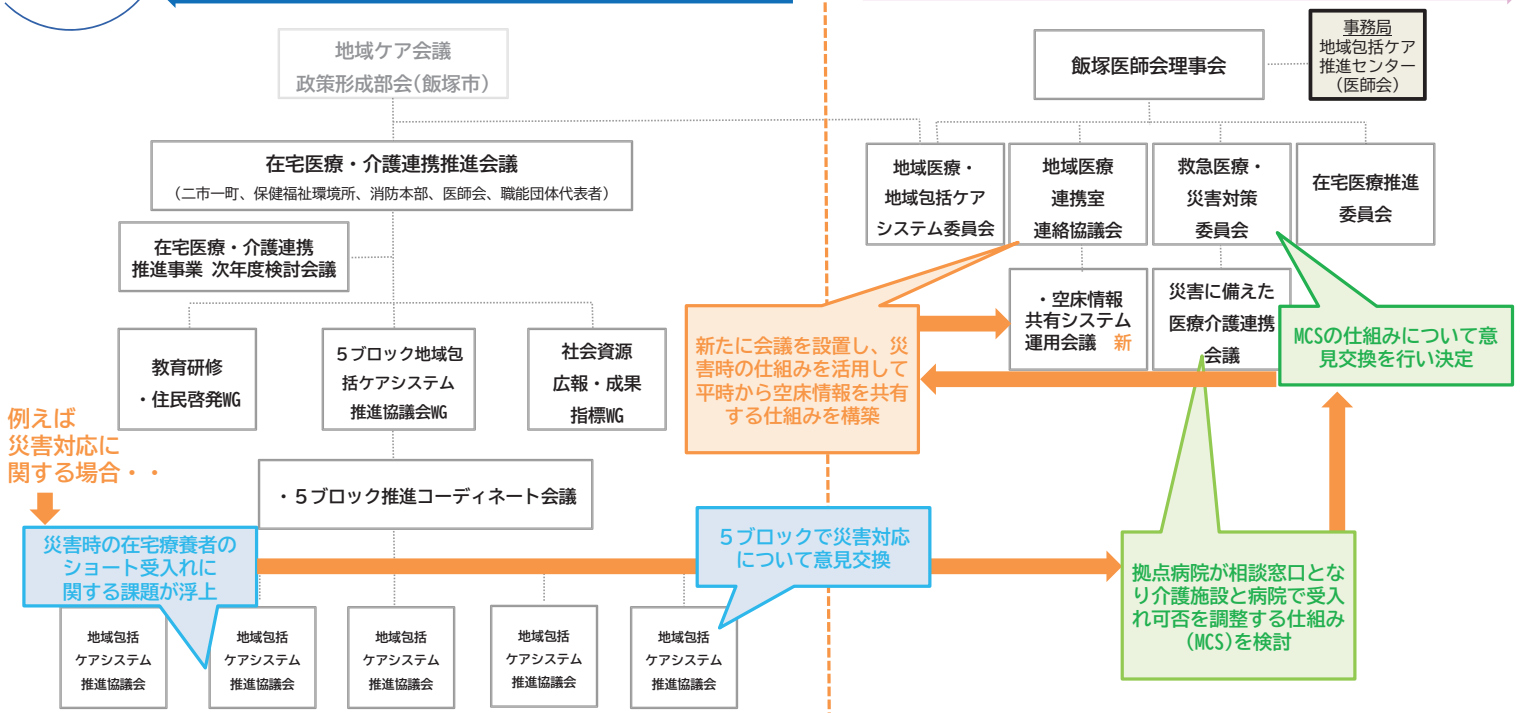 地域ケア会議
政策形成部会(飯塚市)
飯塚医師会理事会
事務局
地域包括ケア
推進センター
(医師会)
在宅医療・介護連携推進会議
(二市一町、保健福祉環境所、消防本部、医師会、職能団体代表者)
在宅医療・介護連携
推進事業 次年度検討会議
地域医療・
地域包括ケア
システム委員会
地域医療
連携室
連絡協議会
救急医療・
災害対策
委員会
在宅医療推進
委員会
・空床情報
共有システム
運用会議 新
災害に備えた
医療介護連携
会議
教育研修
・住民啓発WG
5ブロック地域包
括ケアシステム
推進協議会WG
社会資源
広報・成果
指標WG
新たに会議を設置し、災
害時の仕組みを活用して
平時から空床情報を共有
する仕組みを構築
MCSの仕組みについて意
見交換を行い決定
例えば
災害対応に
関する場合・・
・5ブロック推進コーディネート会議
災害時の在宅療養者の
ショート受入れに
関する課題が浮上
5ブロックで災害対応
について意見交換
拠点病院が相談窓口とな
り介護施設と病院で受入
れ可否を調整する仕組み
(MCS)を検討
地域包括
ケアシステム
推進協議会
地域包括
ケアシステム
推進協議会
地域包括
ケアシステム
推進協議会
地域包括
ケアシステム
推進協議会
地域包括
ケアシステム
推進協議会